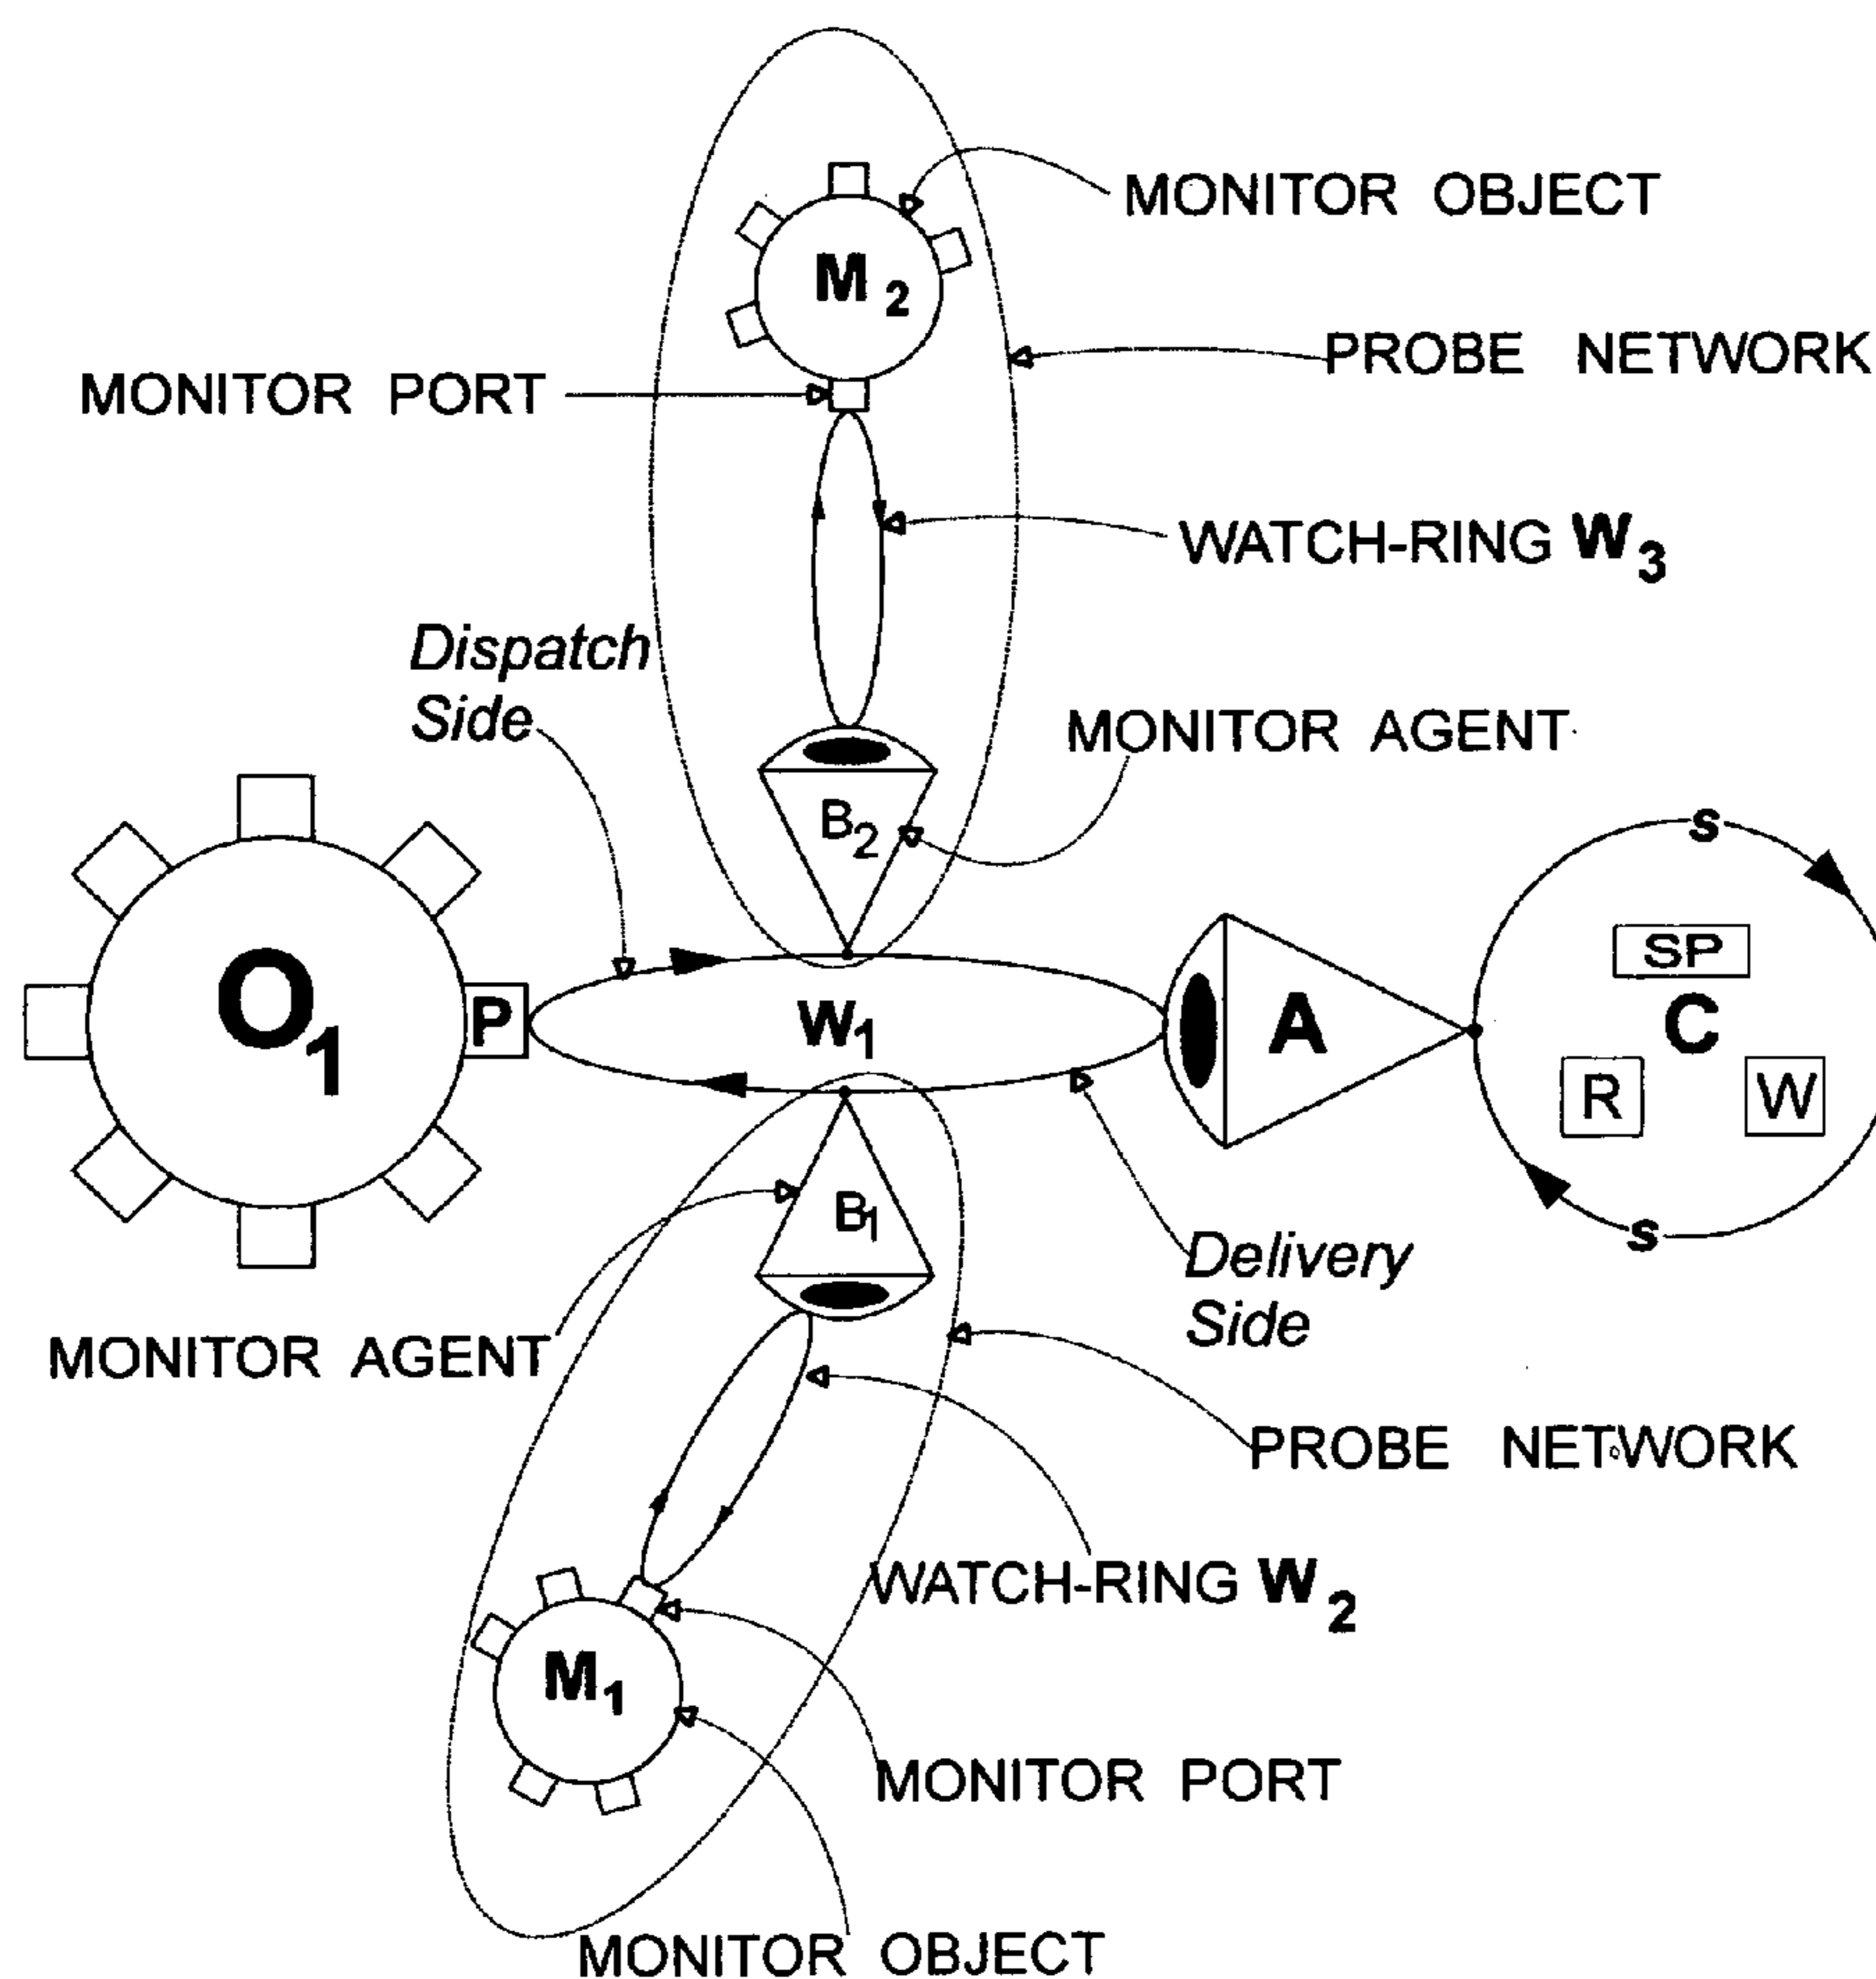 MONITOR OBJECT
M2
PROBE NETWORK
MONITOR PORT
WATCH-RING W3
Dispatch
Side
MONITOR AGENT
B2
S
SP
O1
P
W1
A
C
R
W
B1
S
Delivery
Side
MONITOR AGENT
PROBE NETWORK
WATCH-RING W2
M1
MONITOR PORT
MONITOR OBJECT